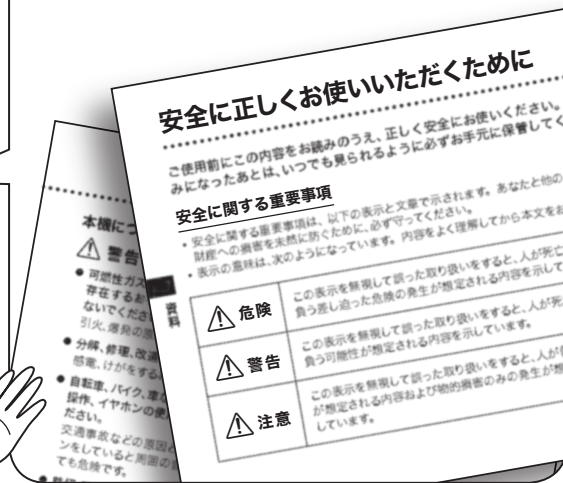 安全に正しくお使いいただくために
ご使用前にこの内容をお読みのうえ、正しく安全にお使いください。
みになったあとは、いつでも見られるように必ずお手元に保管してく
安全に関する重要事項
・安全に関する重要事項は、以下の表示と文章で示されます。あなたと他の
財産への損害を未然に防ぐために、必ず守ってください。
・表示の意味は、次のようになっています。内容をよく理解してから本文をお
危険
この表示を無視して誤った取り扱いをすると、人が死亡
負う差し迫った危険の発生が想定される内容を示して
警告
この表示を無視して誤った取り扱いをすると、人が死
負う可能性が想定される内容を示しています。
注意
この表示を無視して誤った取り扱いをすると、人が
が想定される内容および物的損害のみの発生が想
しています。
資料
本機につ
警告
● 可燃性ガス
存在するお
ないでくださ
引火、爆発の原
● 分解、修理、改造
感電、けがをする
● 自転車、バイク、車な
操作、イヤホンの使
ださい。
交通事故などの原因と
ンをしていると周囲の音
ても危険です。